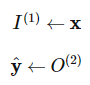 I⁽¹⁾ ← x
ŷ ← O⁽²⁾